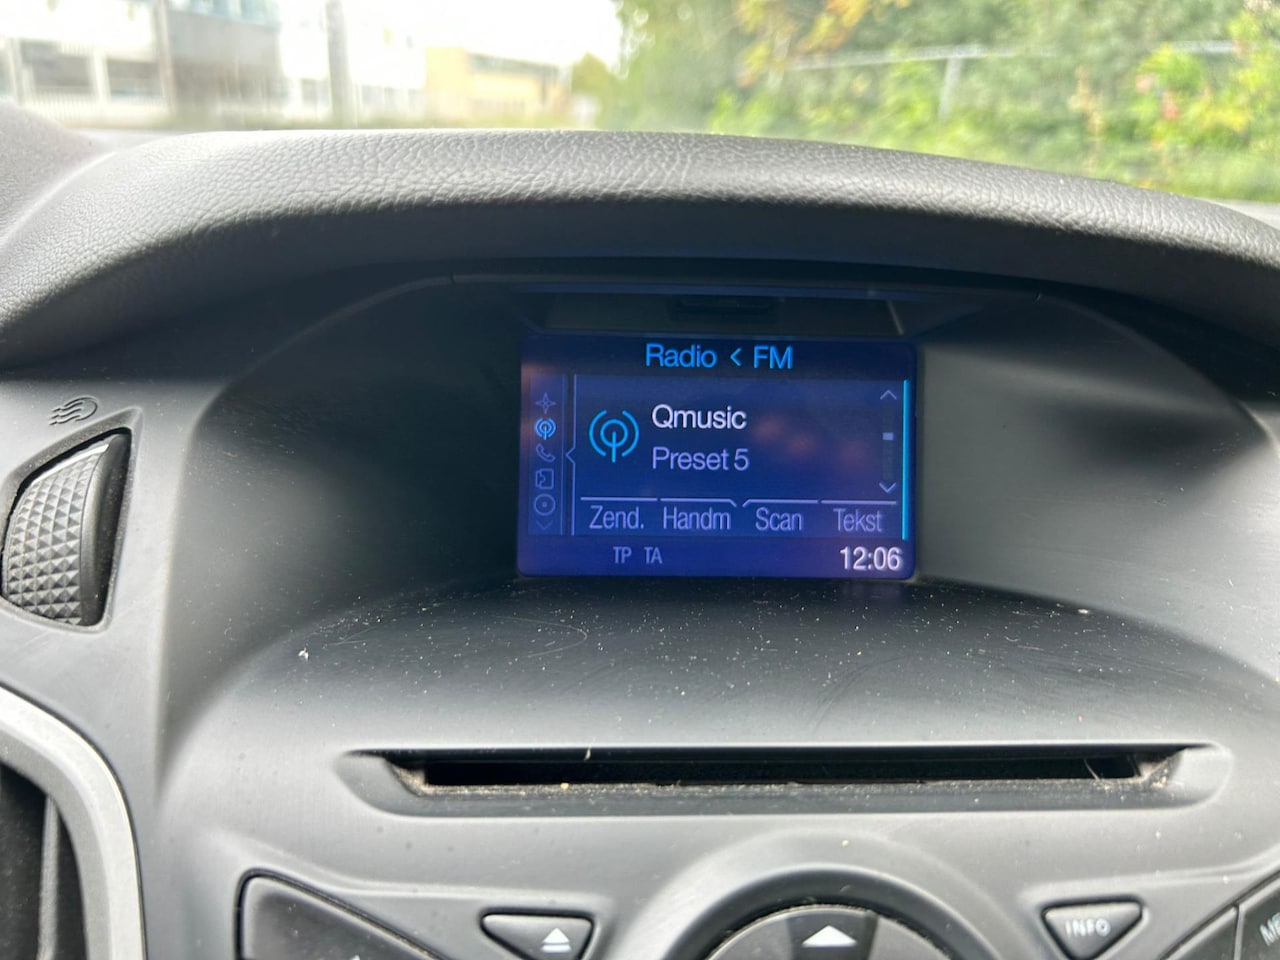 Radio < FM
Qmusic
Preset 5
Zend. Handm Scan Tekst
TP TA 12:06
INFO